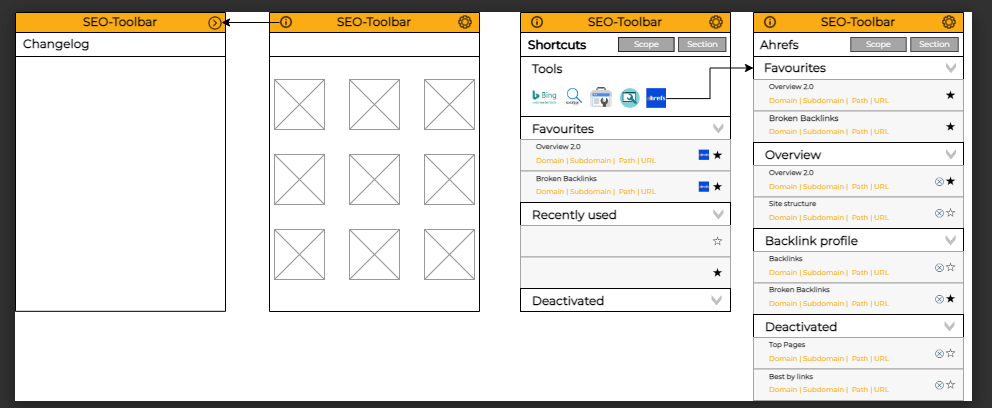 SEO-Toolbar
Changelog
SEO-Toolbar
SEO-Toolbar
Shortcuts
Scope
Section
Tools
Bing
ahrefs
Favourites
Overview 2.0
Domain | Subdomain | Path | URL
Broken Backlinks
Domain | Subdomain | Path | URL
Recently used
Deactivated
SEO-Toolbar
Ahrefs
Scope
Section
Favourites
Overview 2.0
Domain | Subdomain | Path | URL
Broken Backlinks
Domain | Subdomain | Path | URL
Overview
Overview 2.0
Domain | Subdomain | Path | URL
Site structure
Domain | Subdomain | Path | URL
Backlink profile
Backlinks
Domain | Subdomain | Path | URL
Broken Backlinks
Domain | Subdomain | Path | URL
Deactivated
Top Pages
Domain | Subdomain | Path | URL
Best by links
Domain | Subdomain | Path | URL